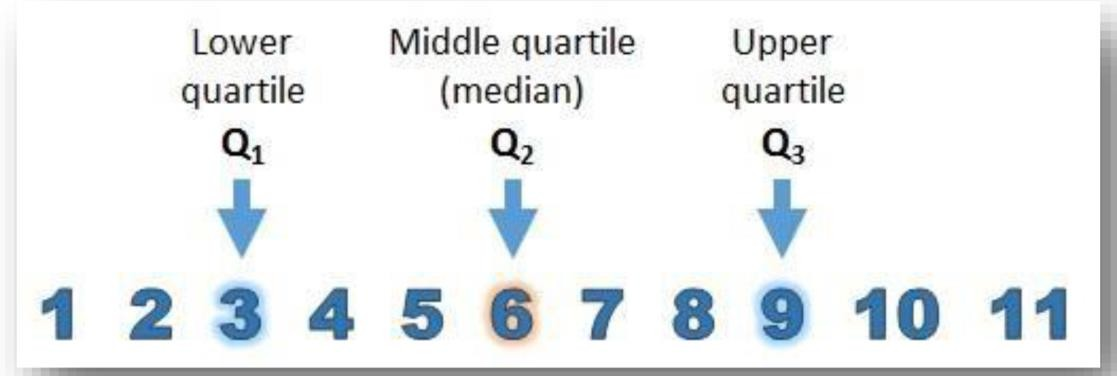 Lower quartile Q₁
Middle quartile (median) Q₂
Upper quartile Q₃
1 2 3 4 5 6 7 8 9 10 11